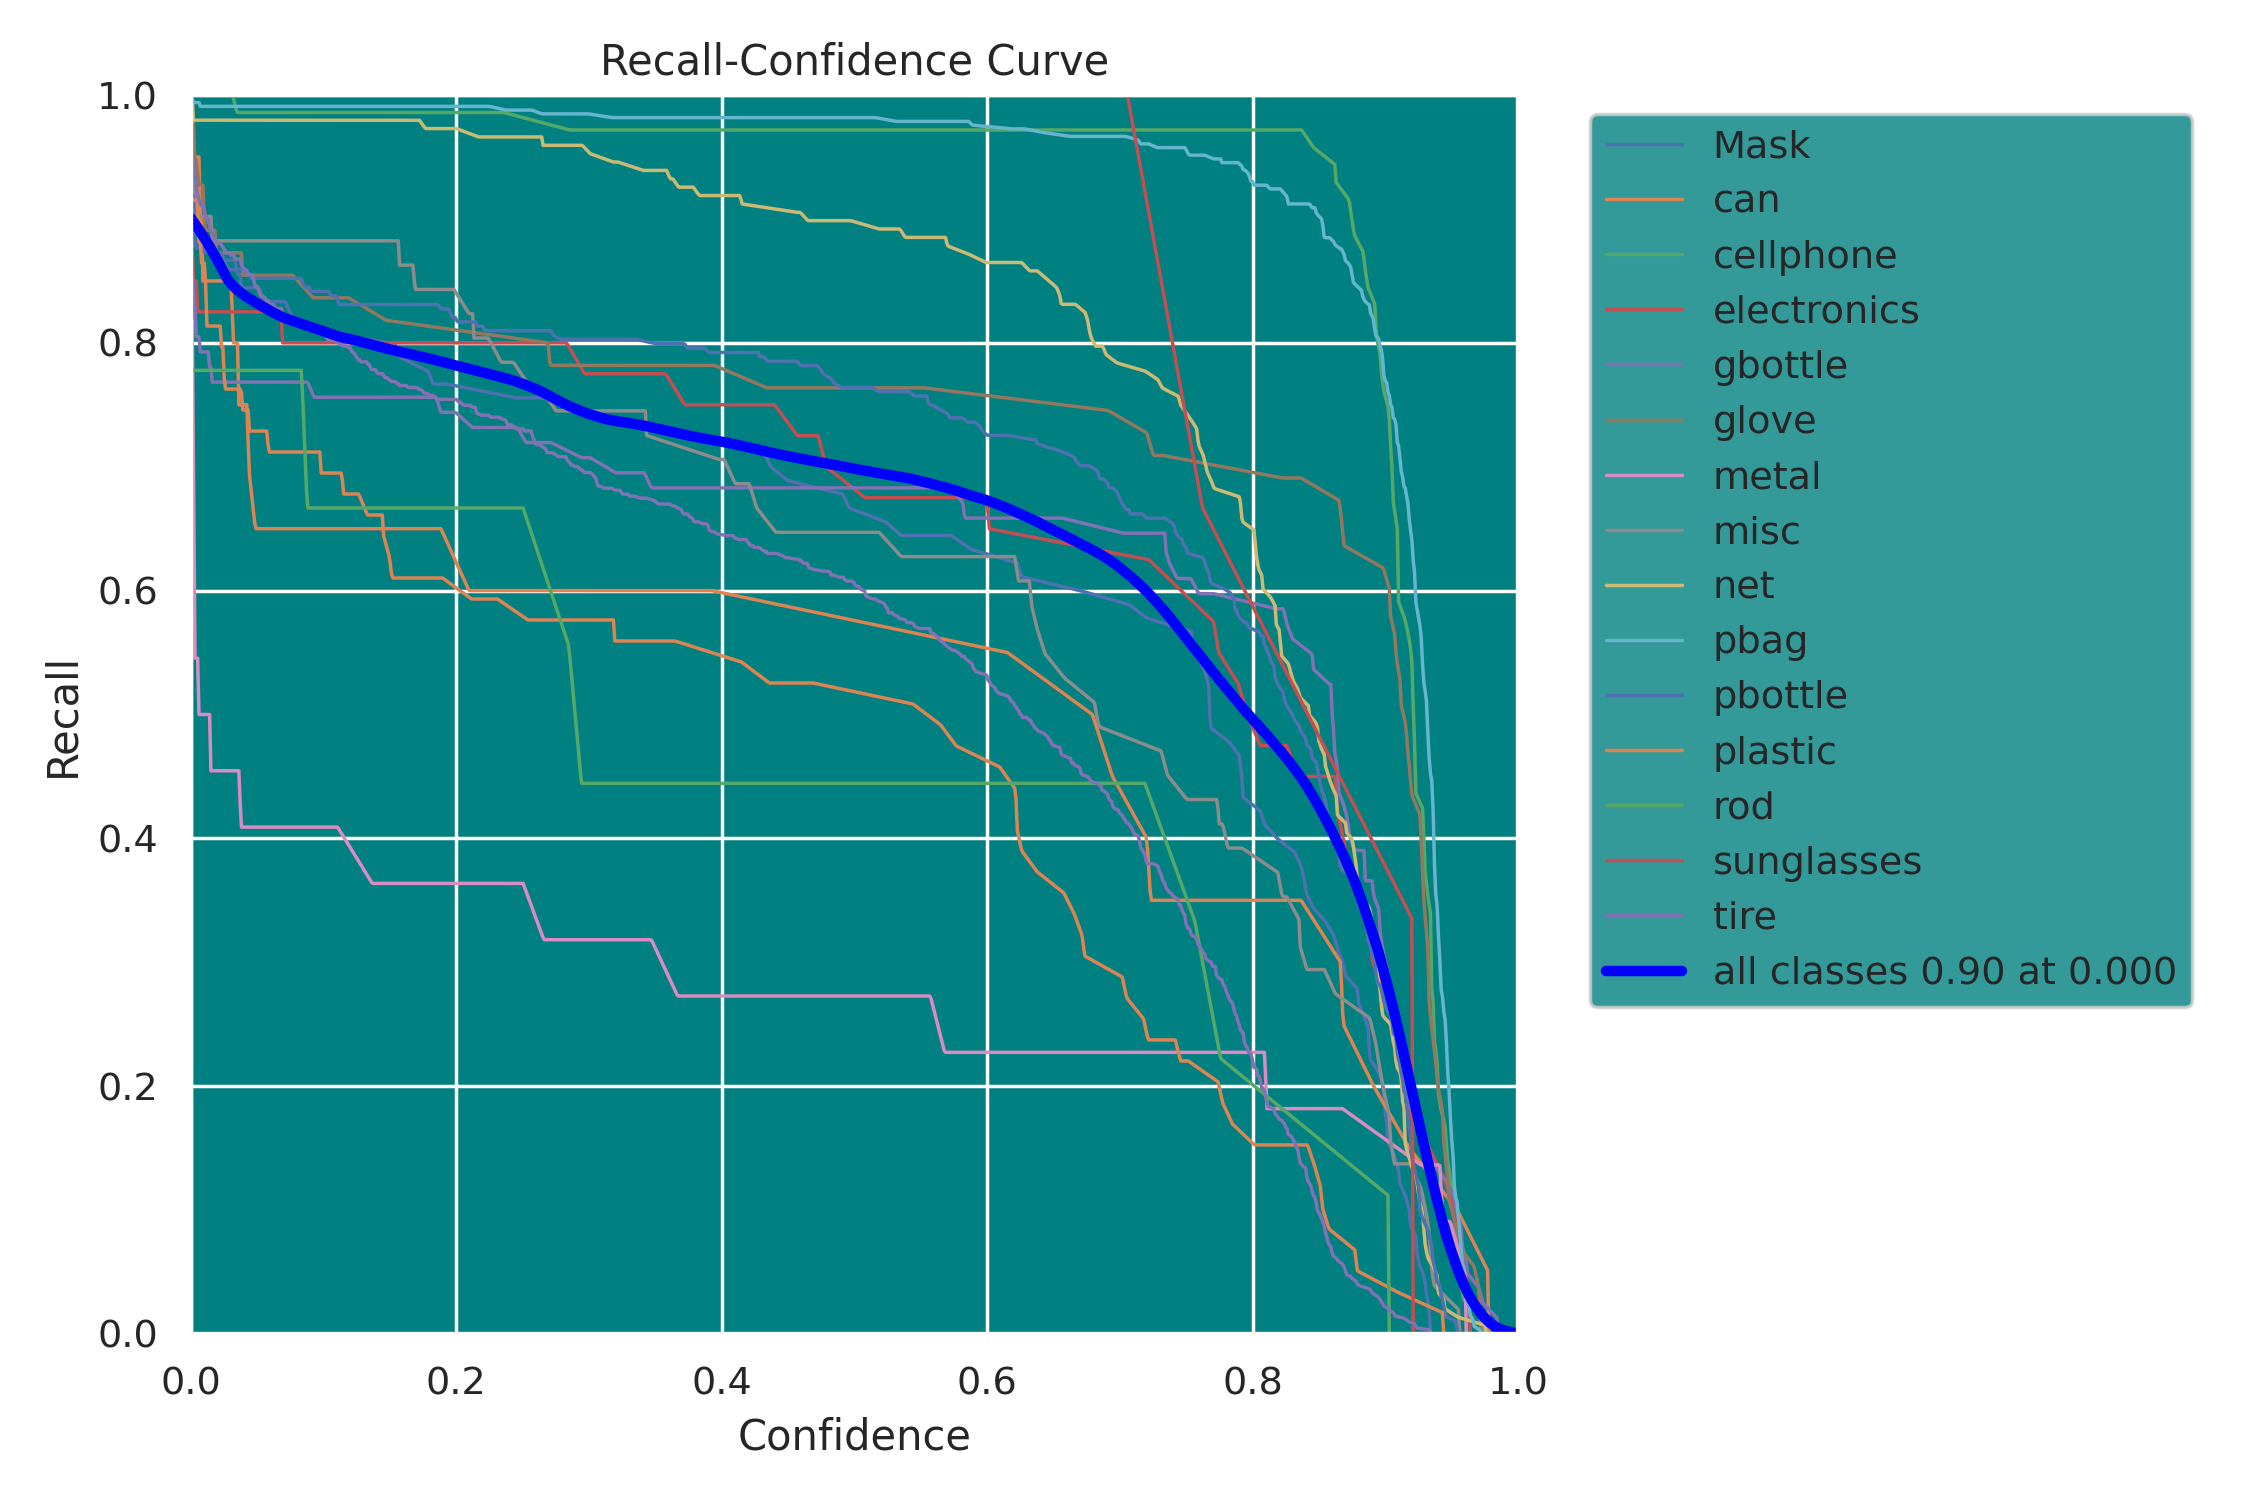 Recall-Confidence Curve
1.0
0.8
0.6
0.4
0.2
0.0
Recall
0.0 0.2 0.4 0.6 0.8 1.0
Confidence
Mask
can
cellphone
electronics
gbottle
glove
metal
misc
net
pbag
pbottle
plastic
rod
sunglasses
tire
all classes 0.90 at 0.000